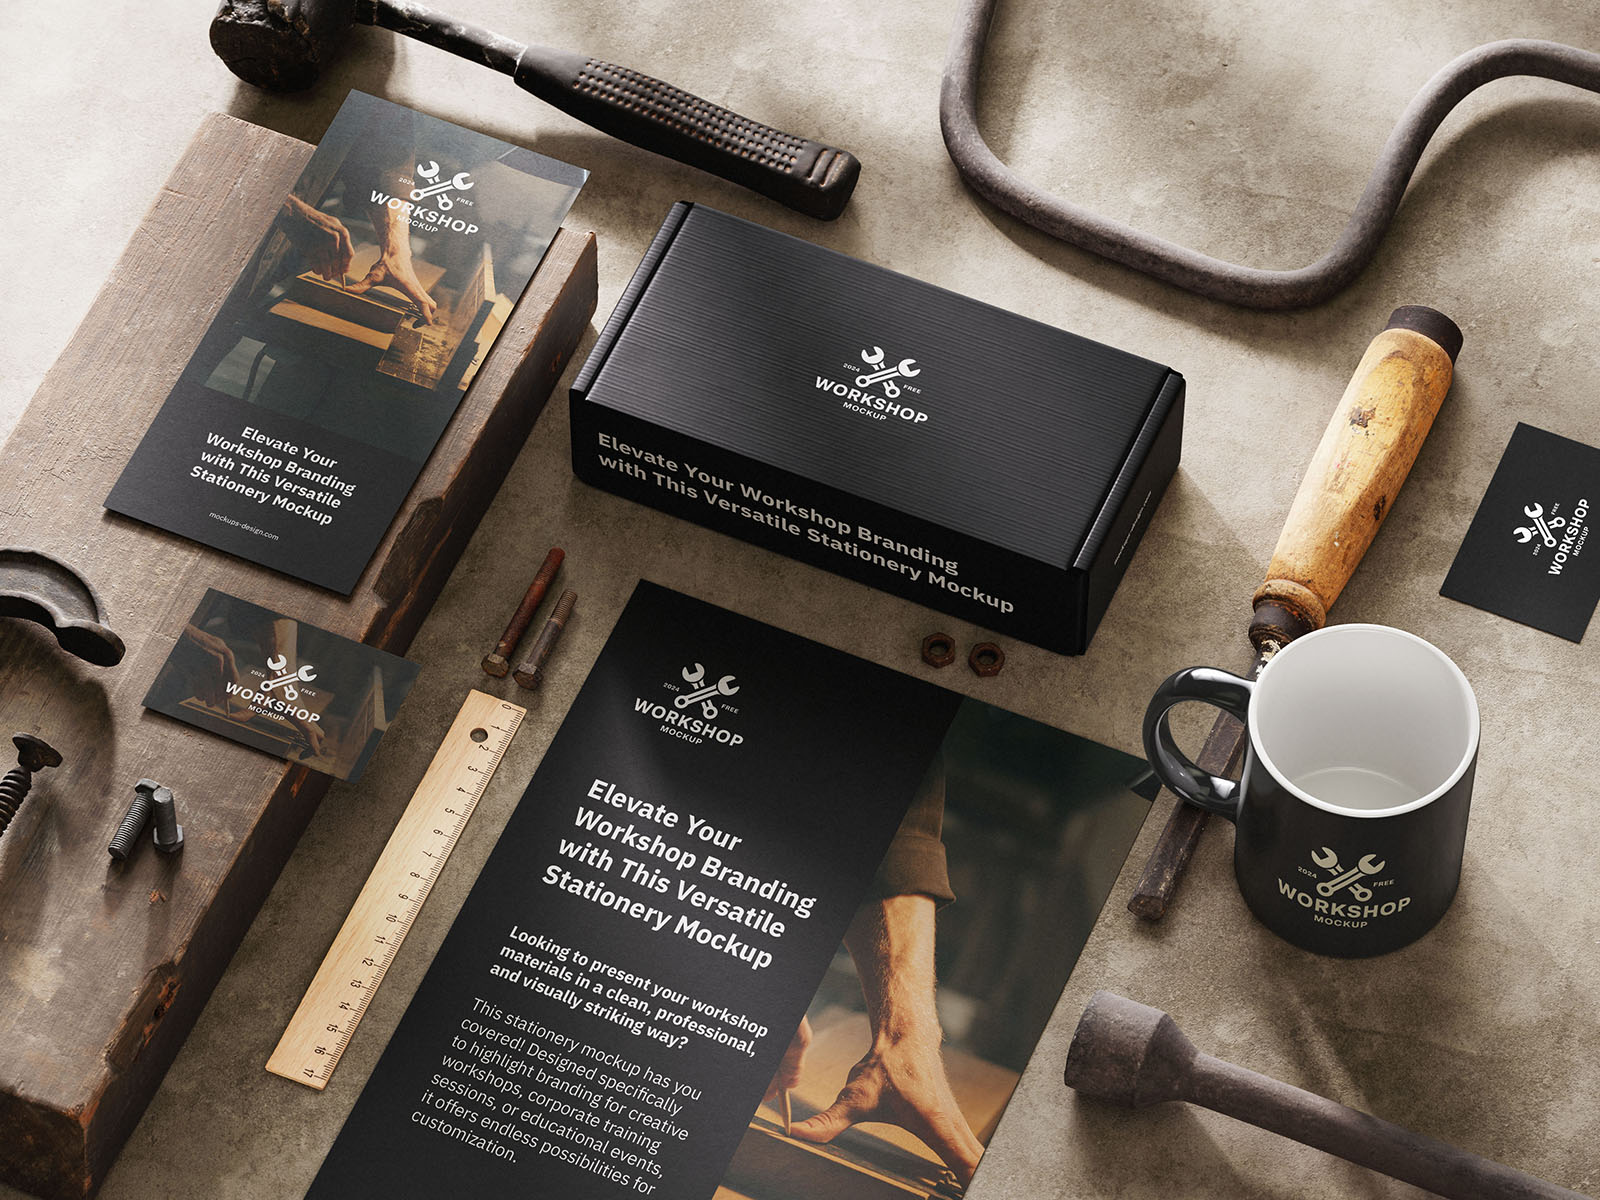 2024
FREE
WORKSHOP
MOCKUP
Elevate Your
Workshop Branding
with This Versatile
Stationery Mockup
mockups-design.com
2024
FREE
WORKSHOP
MOCKUP
Elevate Your Workshop Branding
with This Versatile Stationery Mockup
2024
FREE
WORKSHOP
MOCKUP
2024
FREE
WORKSHOP
MOCKUP
0
1
2
3
4
5
6
7
8
9
10
11
12
13
14
15
16
17
2024
FREE
WORKSHOP
MOCKUP
Elevate Your
Workshop Branding
with This Versatile
Stationery Mockup
Looking to present your workshop
materials in a clean, professional,
and visually striking way?
This stationery mockup has you
covered! Designed specifically
to highlight branding for creative
workshops, corporate training
sessions, or educational events,
it offers endless possibilities for
customization.
2024
FREE
WORKSHOP
MOCKUP